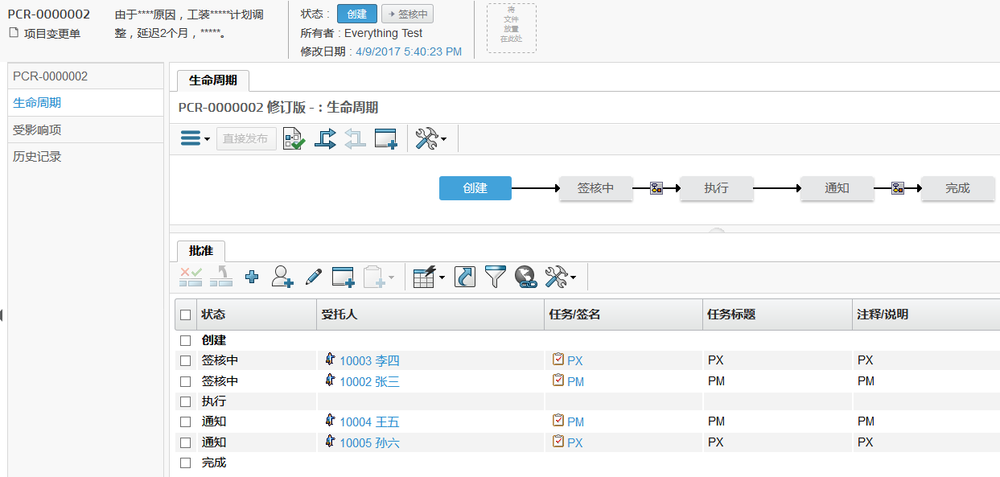 PCR-0000002
项目变更单
由于****原因，工装*****计划调
整，延迟2个月，*****。
状态： 创建 签核中
所有者：Everything Test
修改日期：4/9/2017 5:40:23 PM
将
文件
放置
在此处
PCR-0000002
生命周期
受影响项
历史记录
生命周期
PCR-0000002 修订版 -：生命周期
直接发布
创建 签核中 执行 通知 完成
批准
状态 受托人 任务/签名 任务标题 注释/说明
创建
签核中 10003 李四 PX PX PX
签核中 10002 张三 PM PM PM
执行
通知 10004 王五 PM PM PM
通知 10005 孙六 PX PX PX
完成